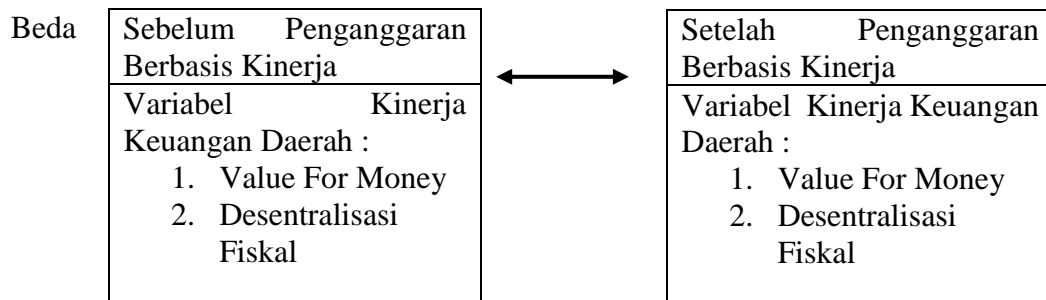 Beda
Sebelum Penganggaran
Berbasis Kinerja
Variabel Kinerja
Keuangan Daerah :
1. Value For Money
2. Desentralisasi
Fiskal
Setelah Penganggaran
Berbasis Kinerja
Variabel Kinerja Keuangan
Daerah :
1. Value For Money
2. Desentralisasi
Fiskal